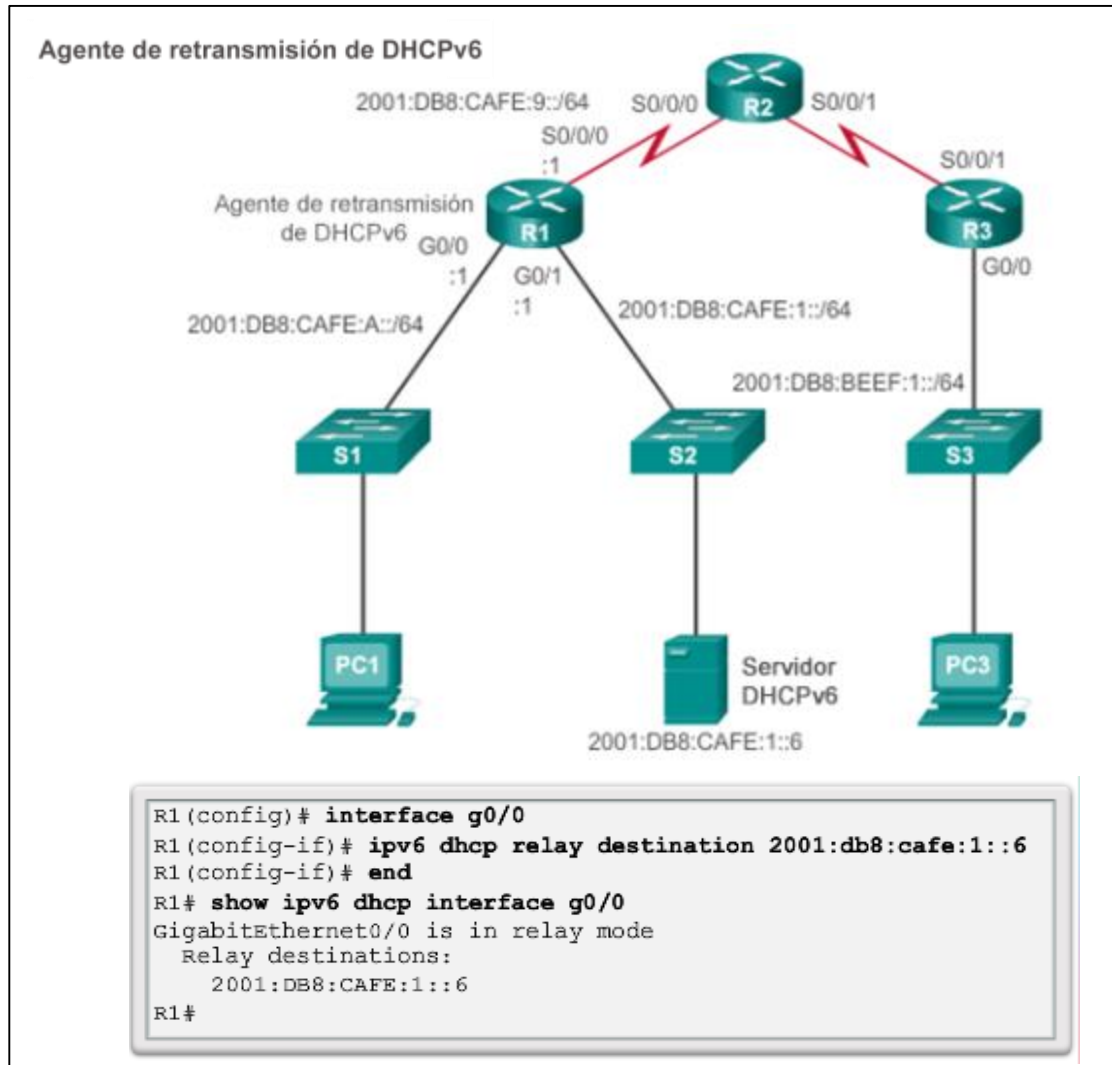 Agente de retransmisión de DHCPv6
2001:DB8:CAFE:9::/64
S0/0/0
R2
S0/0/1
S0/0/0
:1
S0/0/1
Agente de retransmisión
de DHCPv6
R1
R3
G0/0
:1
G0/1
:1
G0/0
2001:DB8:CAFE:A::/64
2001:DB8:CAFE:1::/64
2001:DB8:BEEF:1::/64
S1
S2
S3
PC1
Servidor
DHCPv6
PC3
2001:DB8:CAFE:1::6
R1(config)# interface g0/0
R1(config-if)# ipv6 dhcp relay destination 2001:db8:cafe:1::6
R1(config-if)# end
R1# show ipv6 dhcp interface g0/0
GigabitEthernet0/0 is in relay mode
Relay destinations:
2001:DB8:CAFE:1::6
R1#